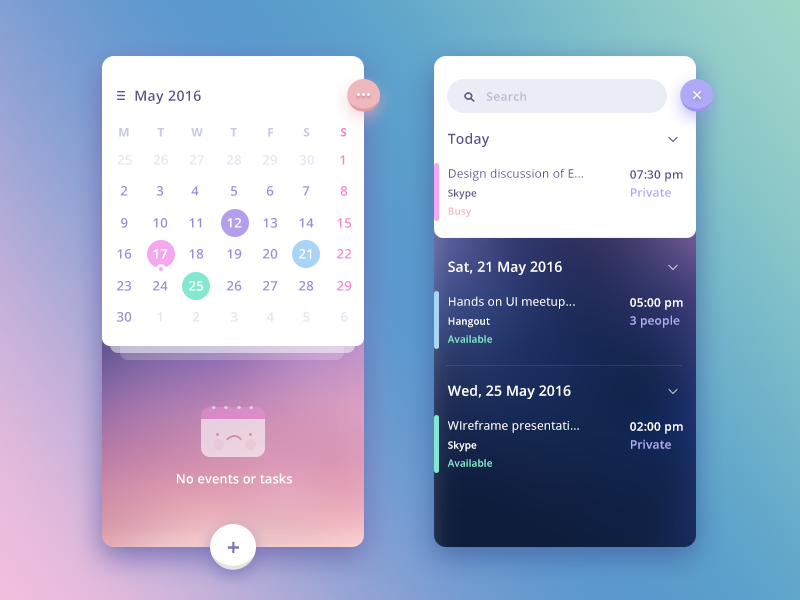 May 2016
M T W T F S S
25 26 27 28 29 30 1
2 3 4 5 6 7 8
9 10 11 12 13 14 15
16 17 18 19 20 21 22
23 24 25 26 27 28 29
30 1 2 3 4 5 6
No events or tasks
+
Search
Today
Design discussion of E... 07:30 pm
Skype Private
Busy
Sat, 21 May 2016
Hands on UI meetup... 05:00 pm
Hangout 3 people
Available
Wed, 25 May 2016
WIreframe presentati... 02:00 pm
Skype Private
Available